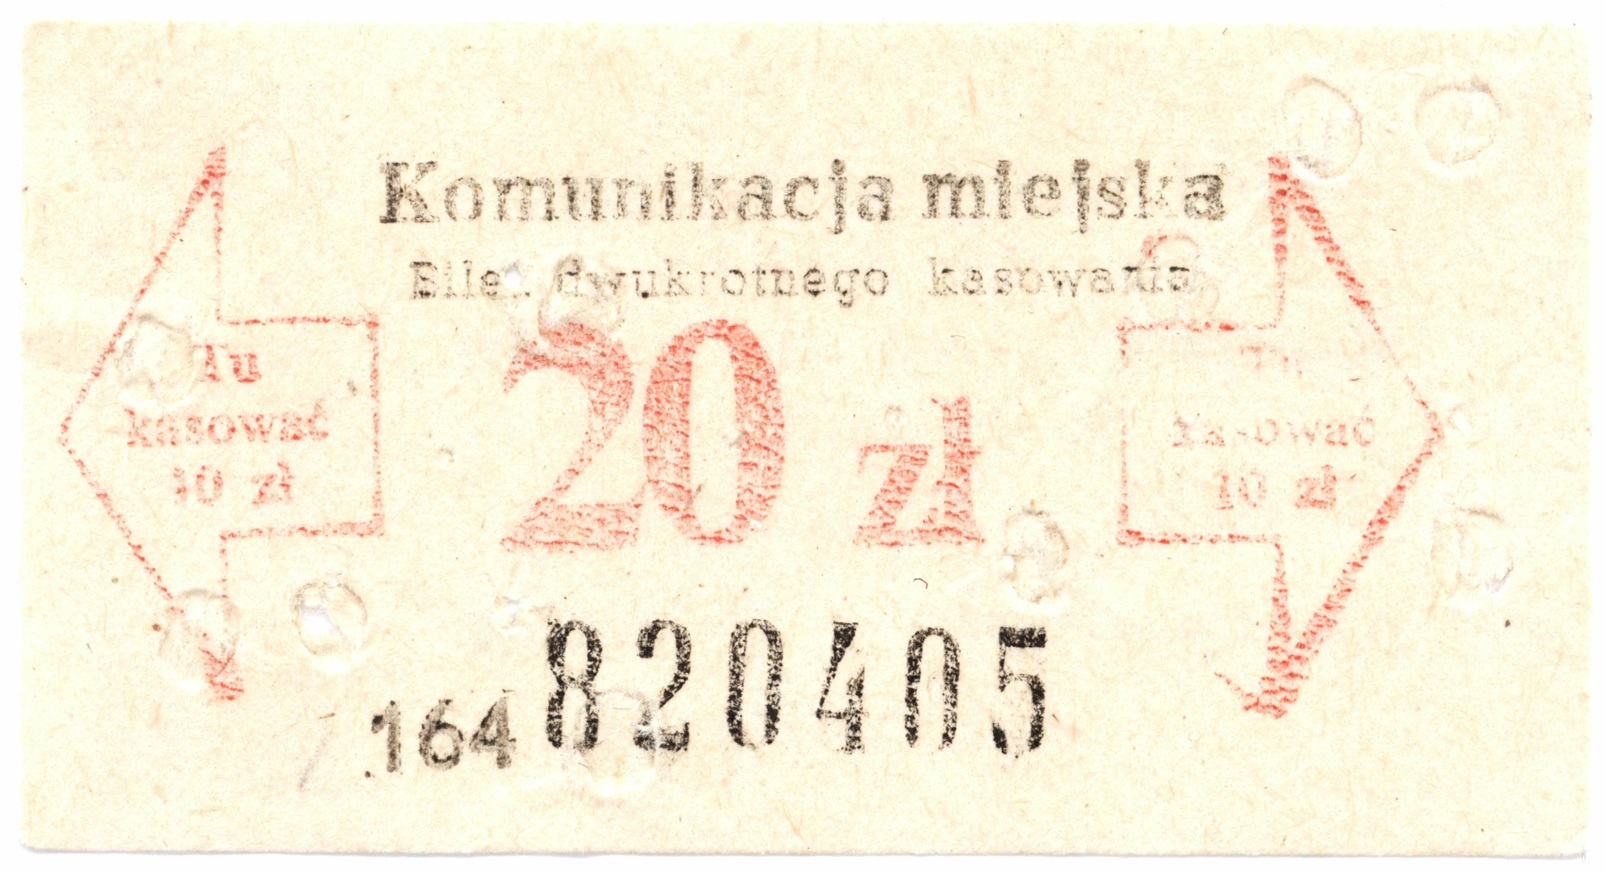 Komunikacja miejska
Bilet dwukrotnego kasowania
Tu
kasować
10 zł
20 zł
Tu
kasować
10 zł
164 820405